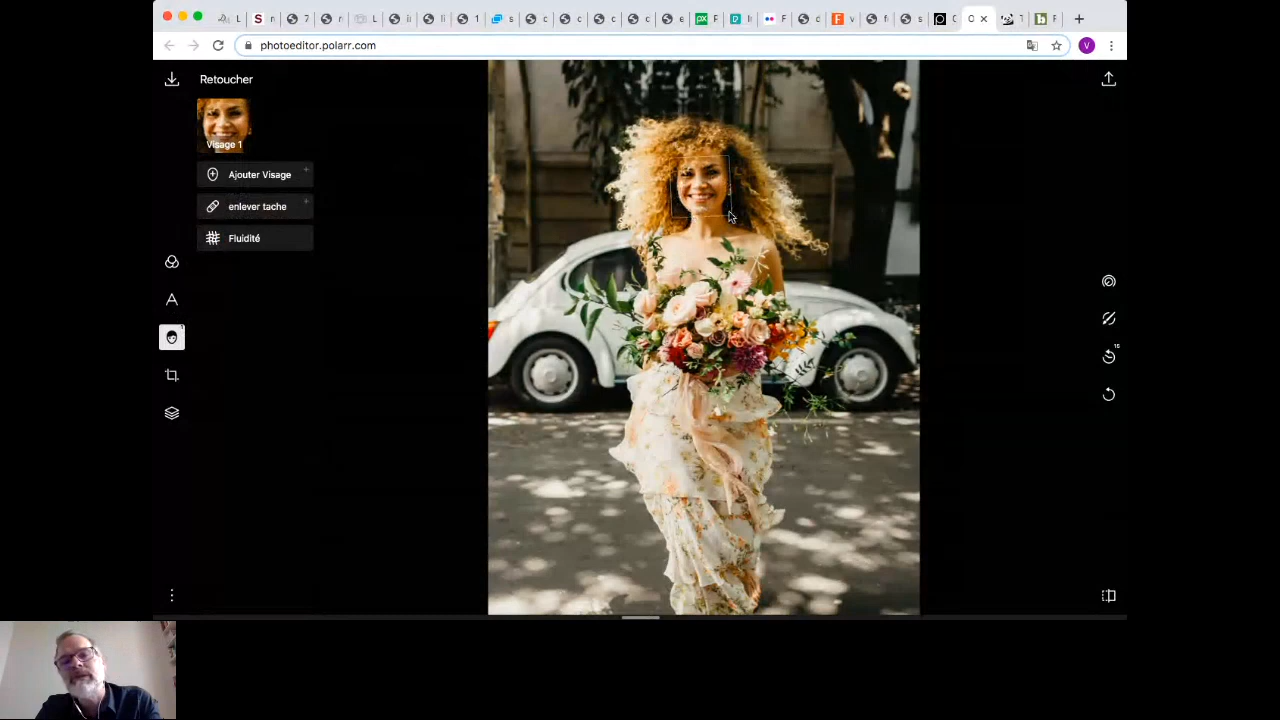 photoeditor.polarr.com
V
Retoucher
Visage 1
Ajouter Visage
enlever tache
Fluidité